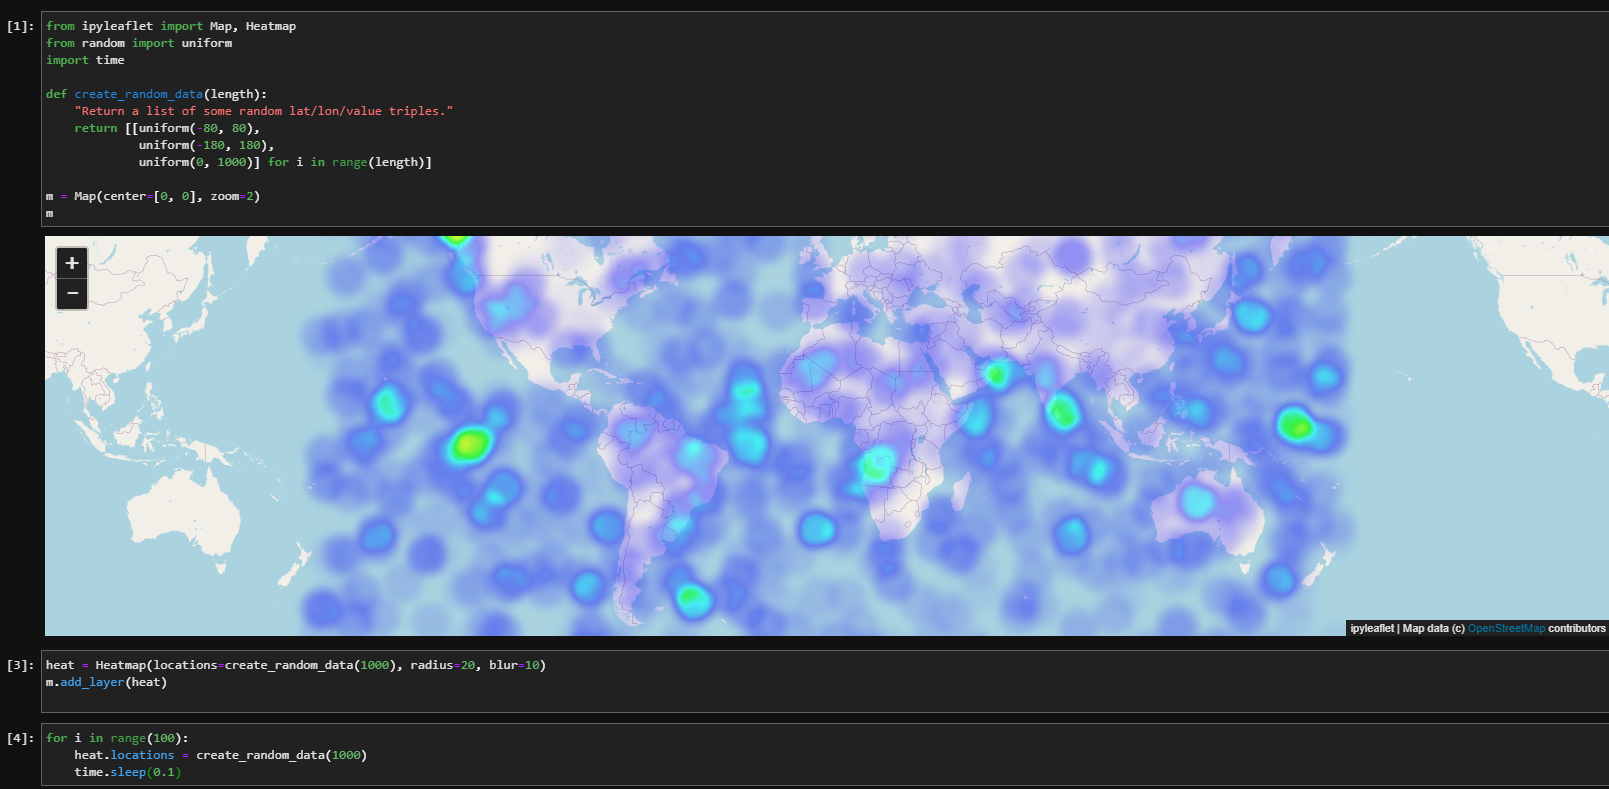 [1]: from ipyleaflet import Map, Heatmap
from random import uniform
import time
def create_random_data(length):
"Return a list of some random lat/lon/value triples."
return [[uniform(-80, 80),
uniform(-180, 180),
uniform(0, 1000)] for i in range(length)]
m = Map(center=[0, 0], zoom=2)
m
+
−
ipyleaflet | Map data (c) OpenStreetMap contributors
[3]: heat = Heatmap(locations=create_random_data(1000), radius=20, blur=10)
m.add_layer(heat)
[4]: for i in range(100):
heat.locations = create_random_data(1000)
time.sleep(0.1)